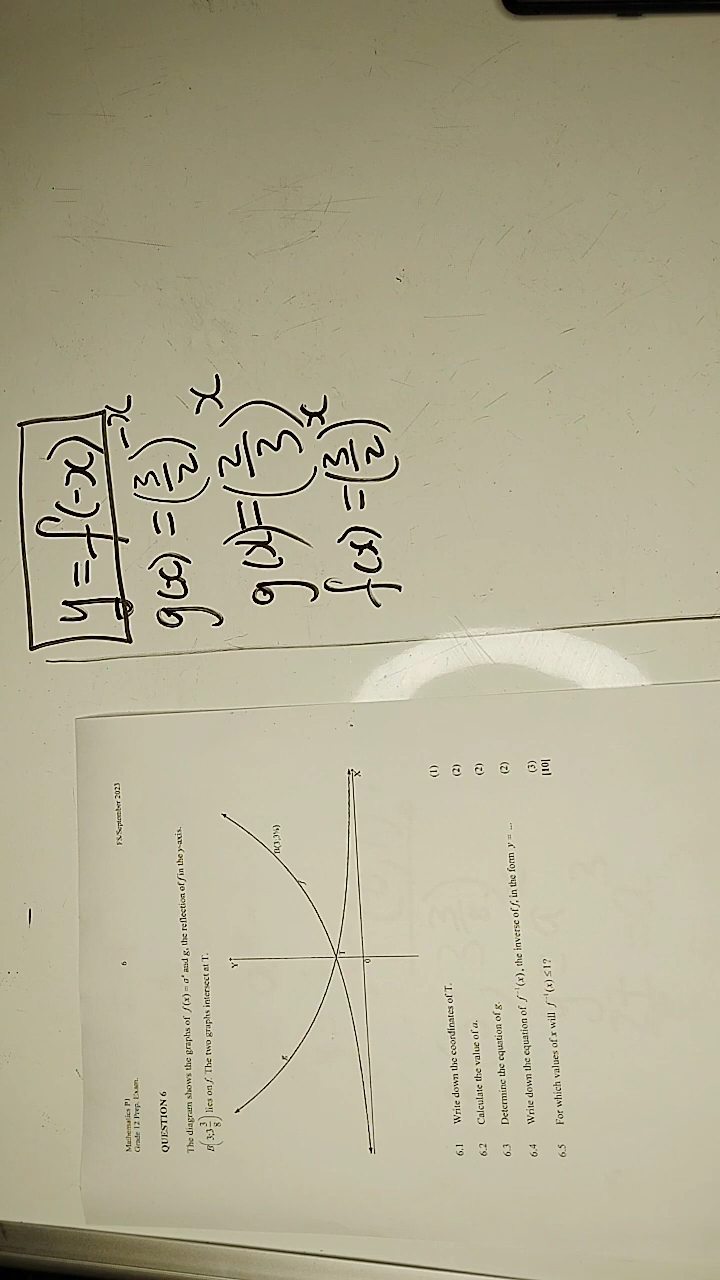 Mathematics P1
Grade 12 Prep. Exam.
6
FS/September 2023
QUESTION 6
The diagram shows the graphs of f(x) = aˣ and g, the reflection of f in the y-axis.
B(3;3 3/8) lies on f. The two graphs intersect at T.
Y
g
f
B(3;3⅜)
T
0
X
6.1 Write down the coordinates of T. (1)
6.2 Calculate the value of a. (2)
6.3 Determine the equation of g. (2)
6.4 Write down the equation of f⁻¹(x), the inverse of f, in the form y = ... (2)
6.5 For which values of x will f⁻¹(x) ≤ 1? (3)
[10]
y = f(-x)
g(x) = (3/2)⁻ˣ
g(x) = (2/3)ˣ
f(x) = (3/2)ˣ